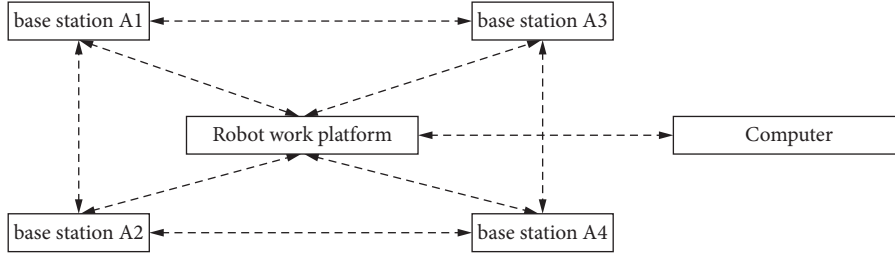 base station A1
base station A3
Robot work platform
Computer
base station A2
base station A4